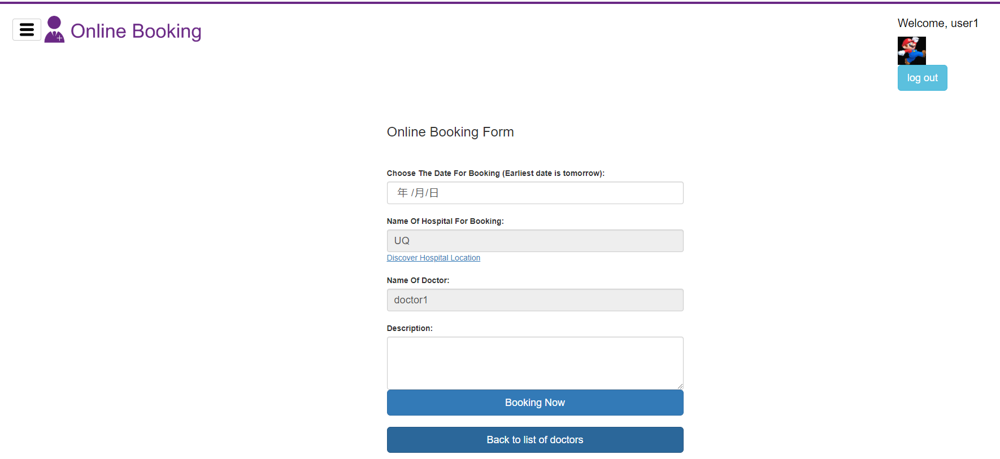 Online Booking
Welcome, user1
log out
Online Booking Form
Choose The Date For Booking (Earliest date is tomorrow):
年 /月/日
Name Of Hospital For Booking:
UQ
Discover Hospital Location
Name Of Doctor:
doctor1
Description:
Booking Now
Back to list of doctors